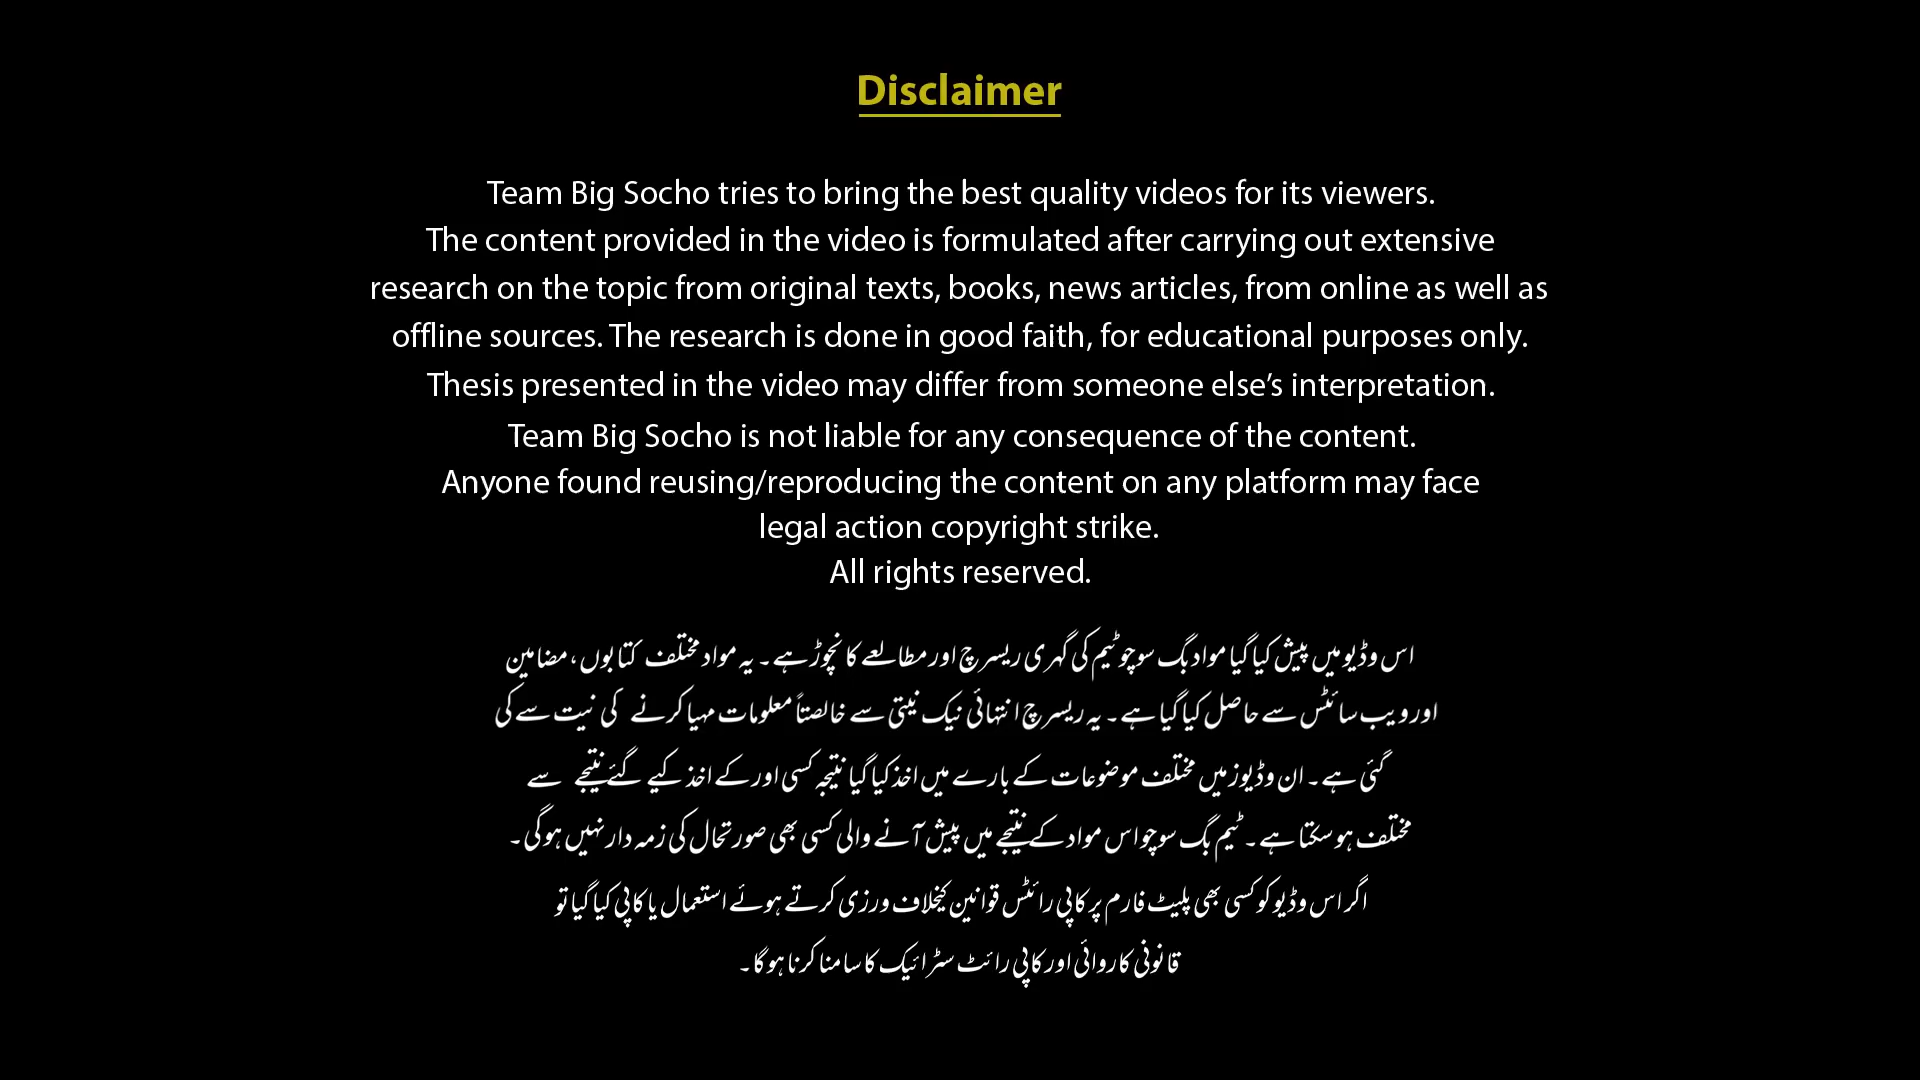 Disclaimer
Team Big Socho tries to bring the best quality videos for its viewers.
The content provided in the video is formulated after carrying out extensive
research on the topic from original texts, books, news articles, from online as well as
offline sources. The research is done in good faith, for educational purposes only.
Thesis presented in the video may differ from someone else’s interpretation.
Team Big Socho is not liable for any consequence of the content.
Anyone found reusing/reproducing the content on any platform may face
legal action copyright strike.
All rights reserved.
اس وڈیو میں پیش کیا گیا مواد بگ سوچو ٹیم کی گہری ریسرچ اور مطالعے کا نچوڑ ہے۔ یہ مواد مختلف کتابوں، مضامین
اور ویب سائٹس سے حاصل کیا گیا ہے۔ یہ ریسرچ انتہائی نیک نیتی سے خالصتاً معلومات مہیا کرنے کی نیت سے کی
گئی ہے۔ ان وڈیوز میں مختلف موضوعات کے بارے میں اخذ کیا گیا نتیجہ کسی اور کے اخذ کیے گئے نتیجے سے
مختلف ہو سکتا ہے۔ ٹیم بگ سوچو اس مواد کے نتیجے میں پیش آنے والی کسی بھی صورتحال کی زمہ دار نہیں ہو گی۔
اگر اس وڈیو کو کسی بھی پلیٹ فارم پر کاپی رائٹس قوانین کیخلاف ورزی کرتے ہوئے استعمال یا کاپی کیا گیا تو
قانونی کاروائی اور کاپی رائٹ سٹرائیک کا سامنا کرنا ہو گا۔